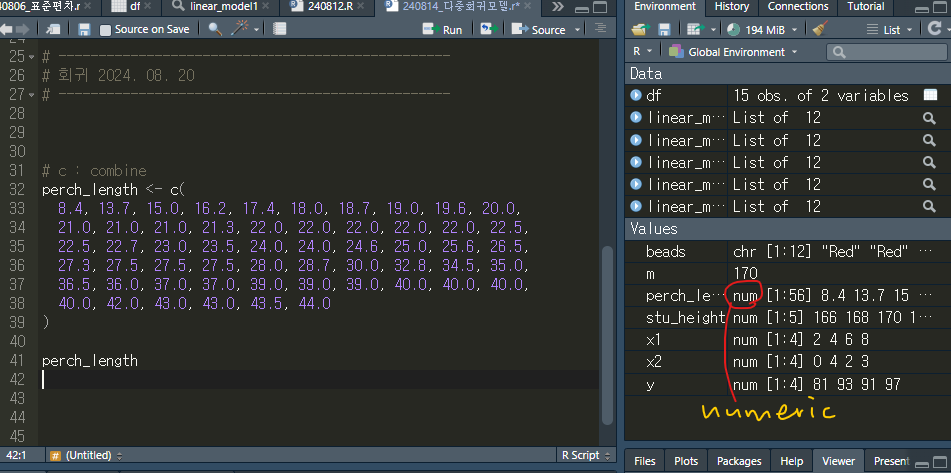 40806_표준편차.r
df
linear_model1
240812.R
240814_다중회귀모델.r*
Source on Save
Run
Source
25 # -------------------------------------------------
26 # 회귀 2024. 08. 20
27 # -------------------------------------------------
28
29
30
31 # c : combine
32 perch_length <- c(
33 8.4, 13.7, 15.0, 16.2, 17.4, 18.0, 18.7, 19.0, 19.6, 20.0,
34 21.0, 21.0, 21.0, 21.3, 22.0, 22.0, 22.0, 22.0, 22.0, 22.5,
35 22.5, 22.7, 23.0, 23.5, 24.0, 24.0, 24.6, 25.0, 25.6, 26.5,
36 27.3, 27.5, 27.5, 27.5, 28.0, 28.7, 30.0, 32.8, 34.5, 35.0,
37 36.5, 36.0, 37.0, 37.0, 39.0, 39.0, 39.0, 40.0, 40.0, 40.0,
38 40.0, 42.0, 43.0, 43.0, 43.5, 44.0
39 )
40
41 perch_length
42
43
44
45
42:1 # (Untitled) R Script
Environment History Connections Tutorial
194 MiB List
R Global Environment
Data
df 15 obs. of 2 variables
linear_m… List of 12
linear_m… List of 12
linear_m… List of 12
linear_m… List of 12
linear_m… List of 12
Values
beads chr [1:12] "Red" "Red" …
m 170
perch_le… num [1:56] 8.4 13.7 15 …
stu_height num [1:5] 166 168 170 1…
x1 num [1:4] 2 4 6 8
x2 num [1:4] 0 4 2 3
y num [1:4] 81 93 91 97
numeric
Files Plots Packages Help Viewer Present